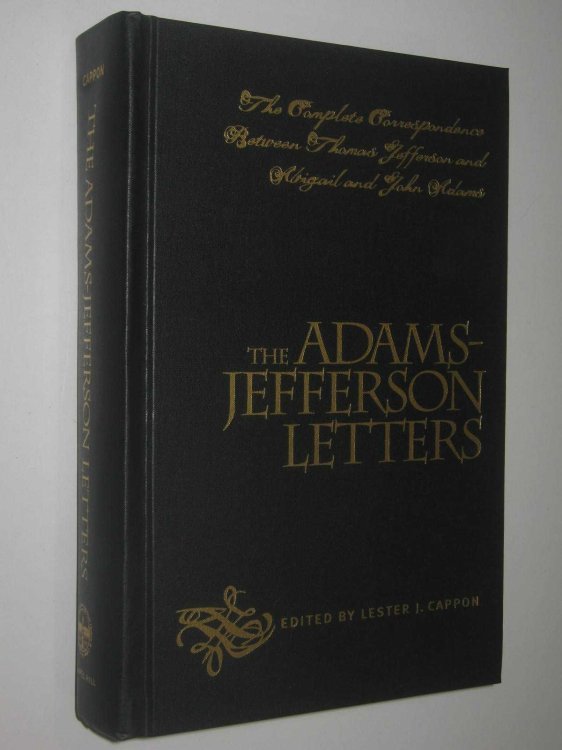 The Complete Correspondence
Between Thomas Jefferson and
Abigail and John Adams
THE ADAMS-
JEFFERSON
LETTERS
EDITED BY LESTER J. CAPPON
CAPPON
THE ADAMS-JEFFERSON LETTERS